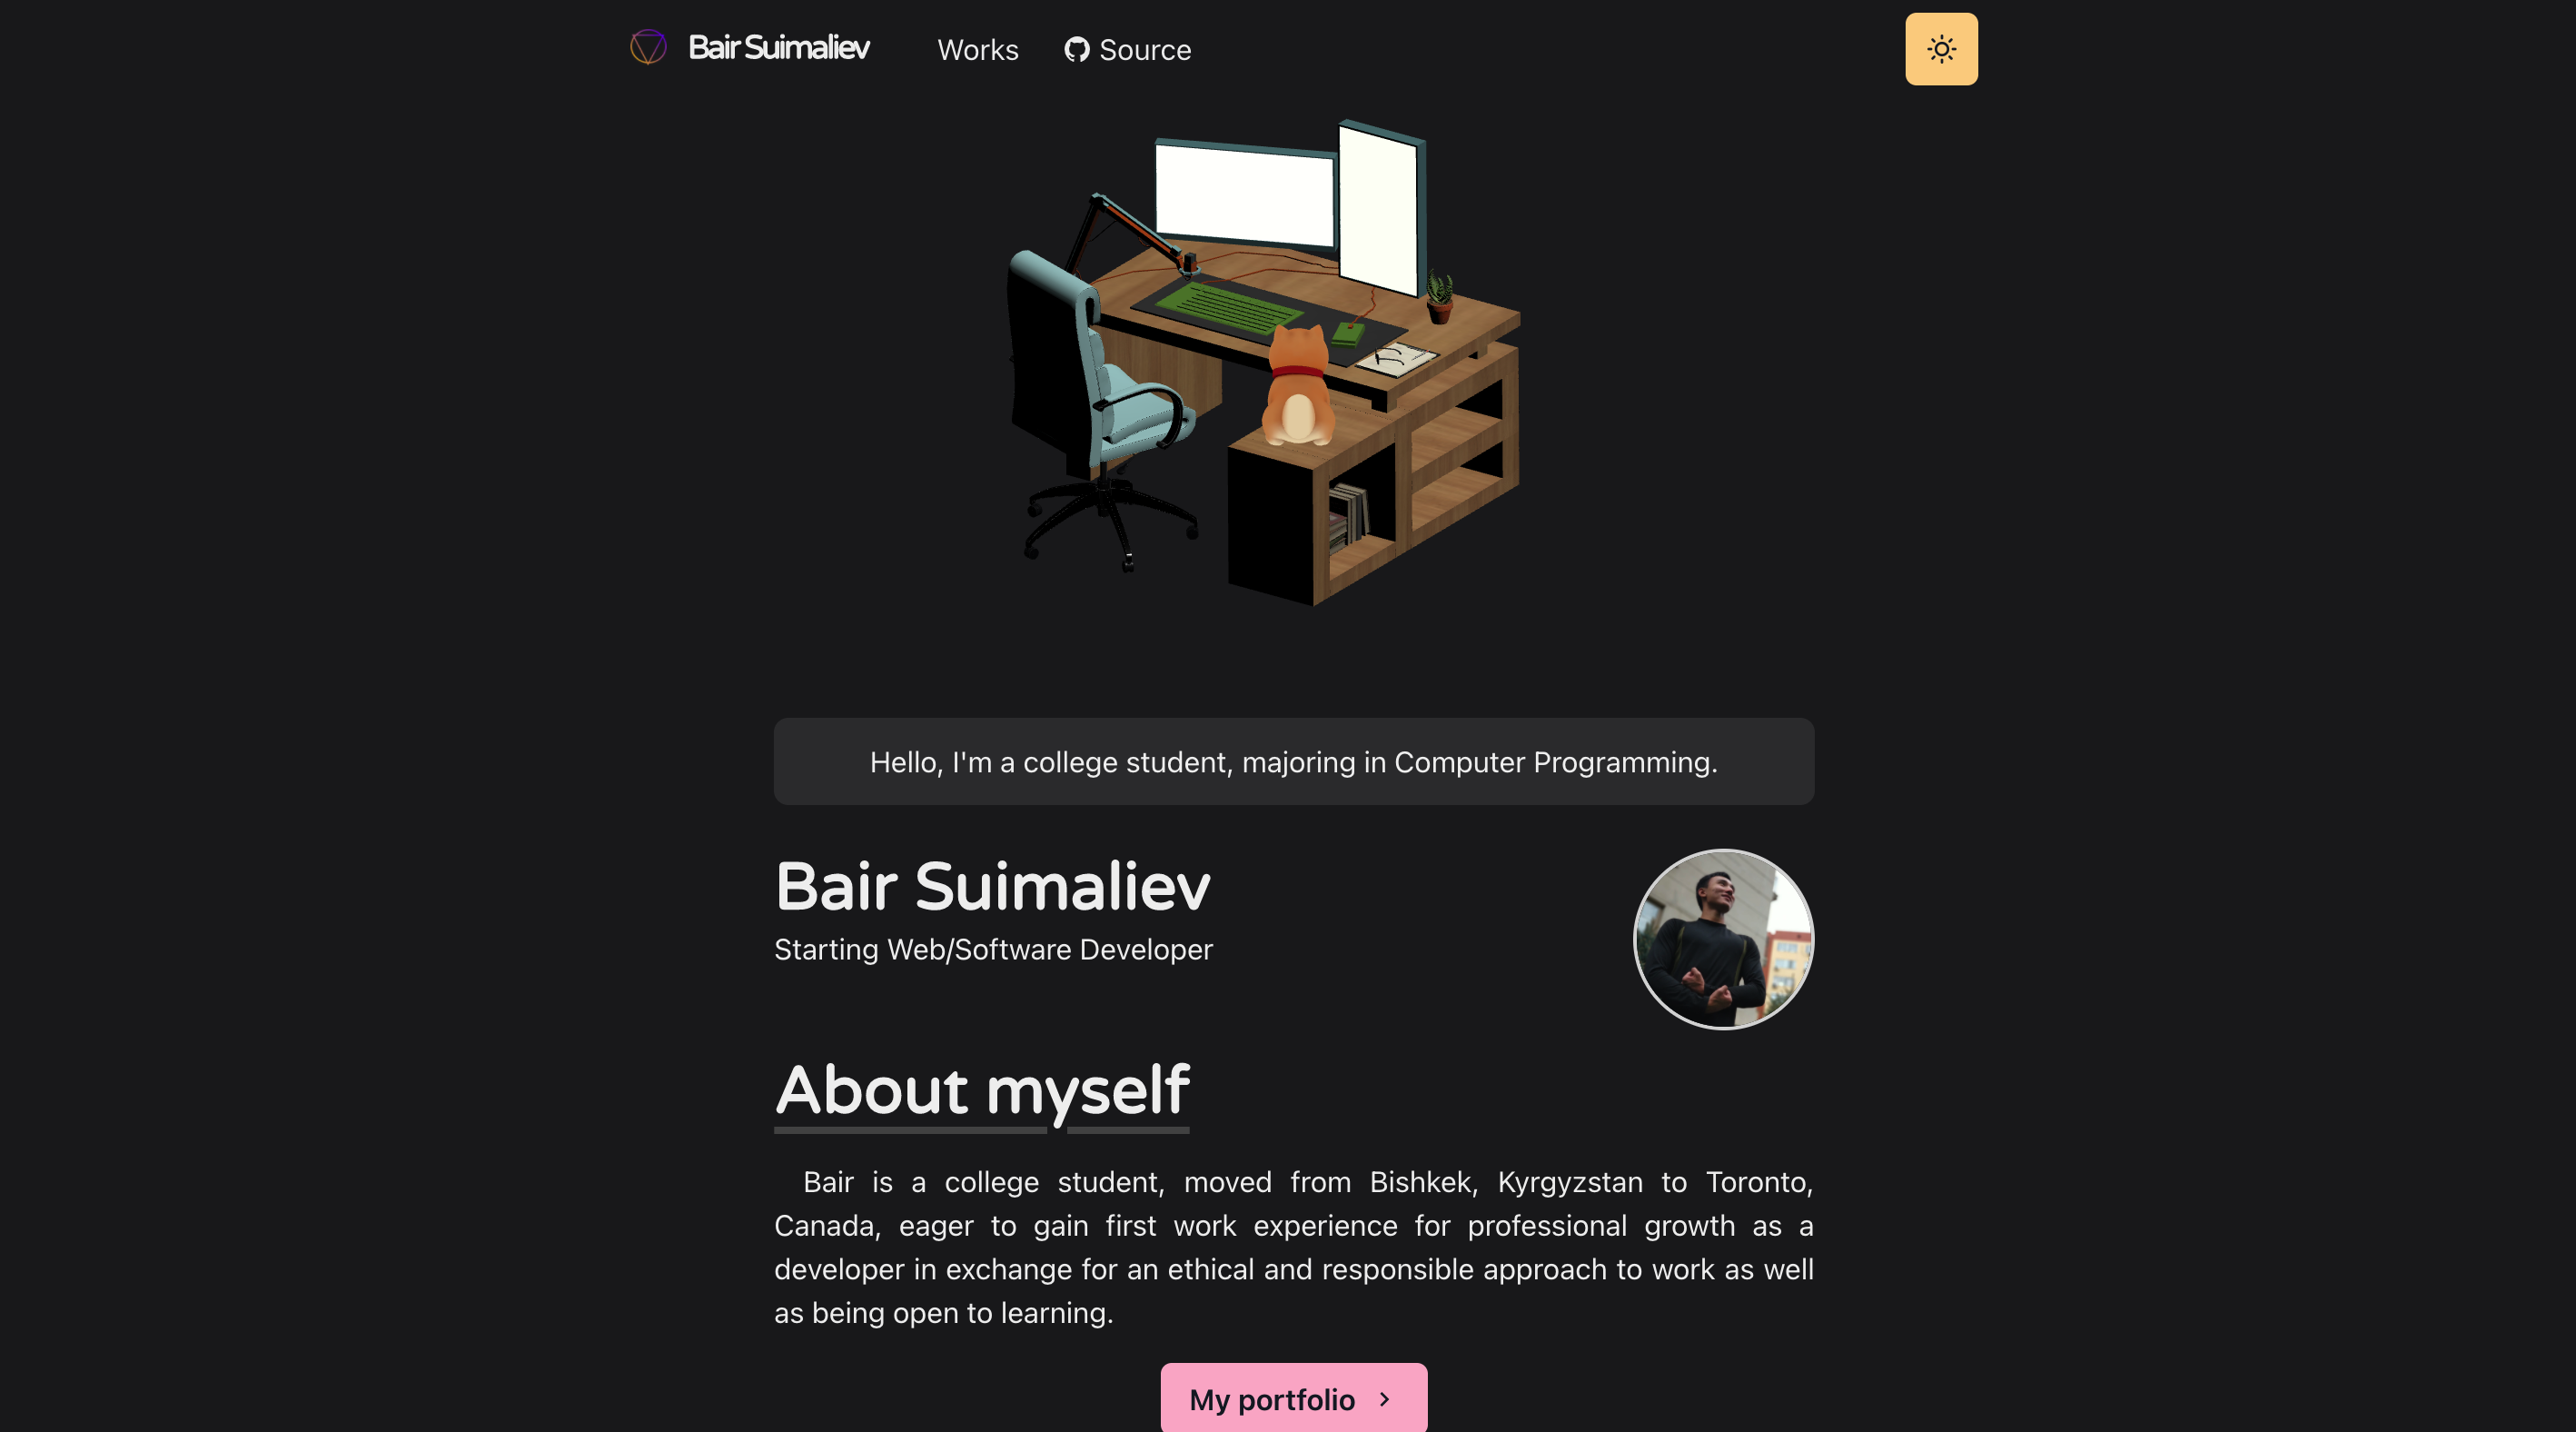 Bair Suimaliev
Works
Source
Hello, I'm a college student, majoring in Computer Programming.
Bair Suimaliev
Starting Web/Software Developer
About myself
Bair is a college student, moved from Bishkek, Kyrgyzstan to Toronto,
Canada, eager to gain first work experience for professional growth as a
developer in exchange for an ethical and responsible approach to work as well
as being open to learning.
My portfolio